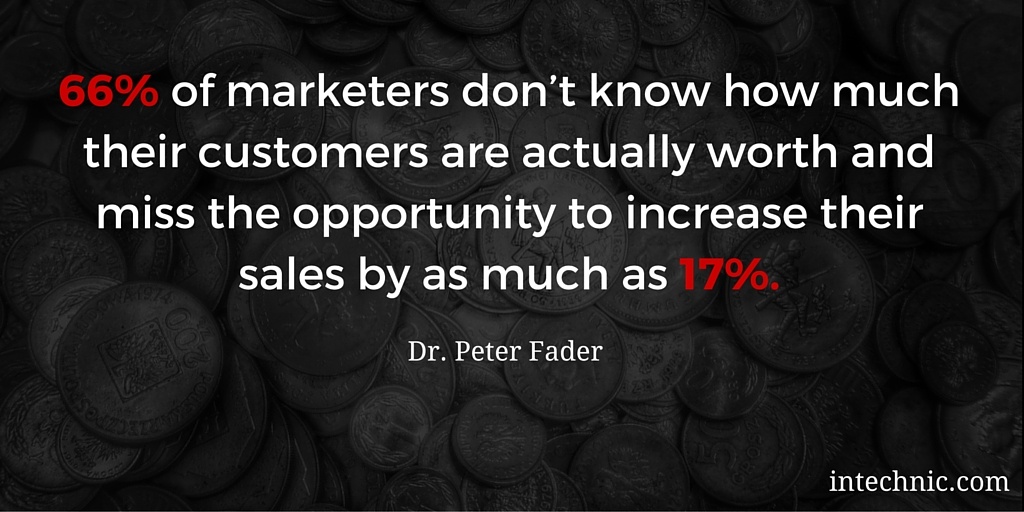 66% of marketers don’t know how much
their customers are actually worth and
miss the opportunity to increase their
sales by as much as 17%.
Dr. Peter Fader
intechnic.com